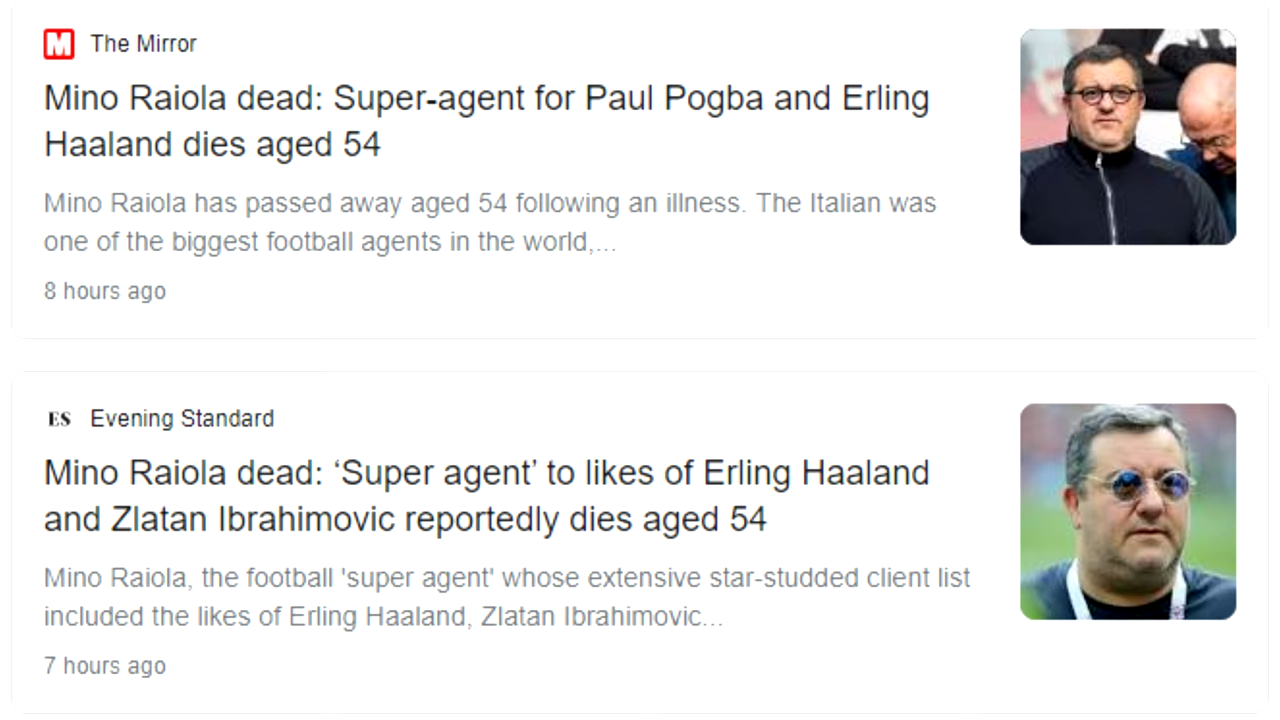 The Mirror
Mino Raiola dead: Super-agent for Paul Pogba and Erling
Haaland dies aged 54
Mino Raiola has passed away aged 54 following an illness. The Italian was
one of the biggest football agents in the world,...
8 hours ago
ES Evening Standard
Mino Raiola dead: ‘Super agent’ to likes of Erling Haaland
and Zlatan Ibrahimovic reportedly dies aged 54
Mino Raiola, the football 'super agent' whose extensive star-studded client list
included the likes of Erling Haaland, Zlatan Ibrahimovic...
7 hours ago